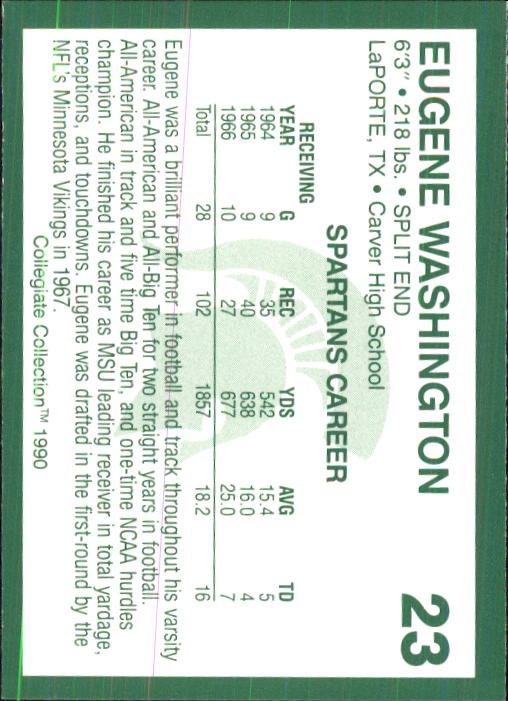 EUGENE WASHINGTON 23
6'3" • 218 lbs. • SPLIT END
LaPORTE, TX • Carver High School
SPARTANS CAREER
RECEIVING
YEAR G REC YDS AVG TD
1964 9 35 542 15.4 5
1965 9 40 638 16.0 4
1966 10 27 677 25.0 7
Total 28 102 1857 18.2 16
Eugene was a brilliant performer in football and track throughout his varsity
career. All-American and All-Big Ten for two straight years in football.
All-American in track and five time Big Ten, and one-time NCAA hurdles
champion. He finished his career as MSU leading receiver in total yardage,
receptions, and touchdowns. Eugene was drafted in the first-round by the
NFL's Minnesota Vikings in 1967.
Collegiate Collection™ 1990